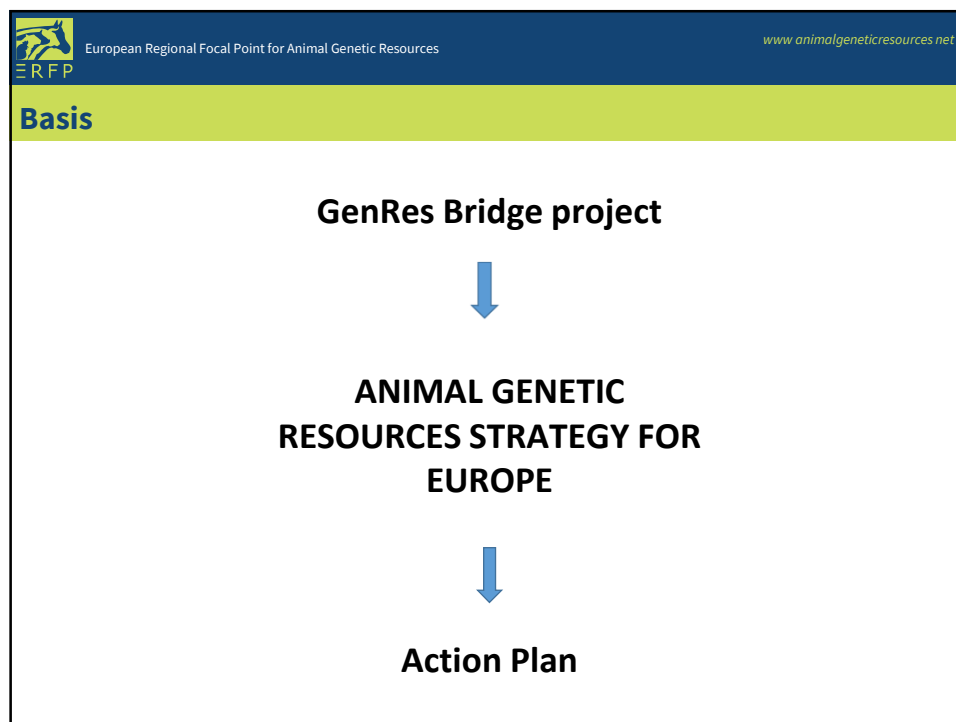 European Regional Focal Point for Animal Genetic Resources
www animalgeneticresources net
ERFP
Basis
GenRes Bridge project
ANIMAL GENETIC
RESOURCES STRATEGY FOR
EUROPE
Action Plan